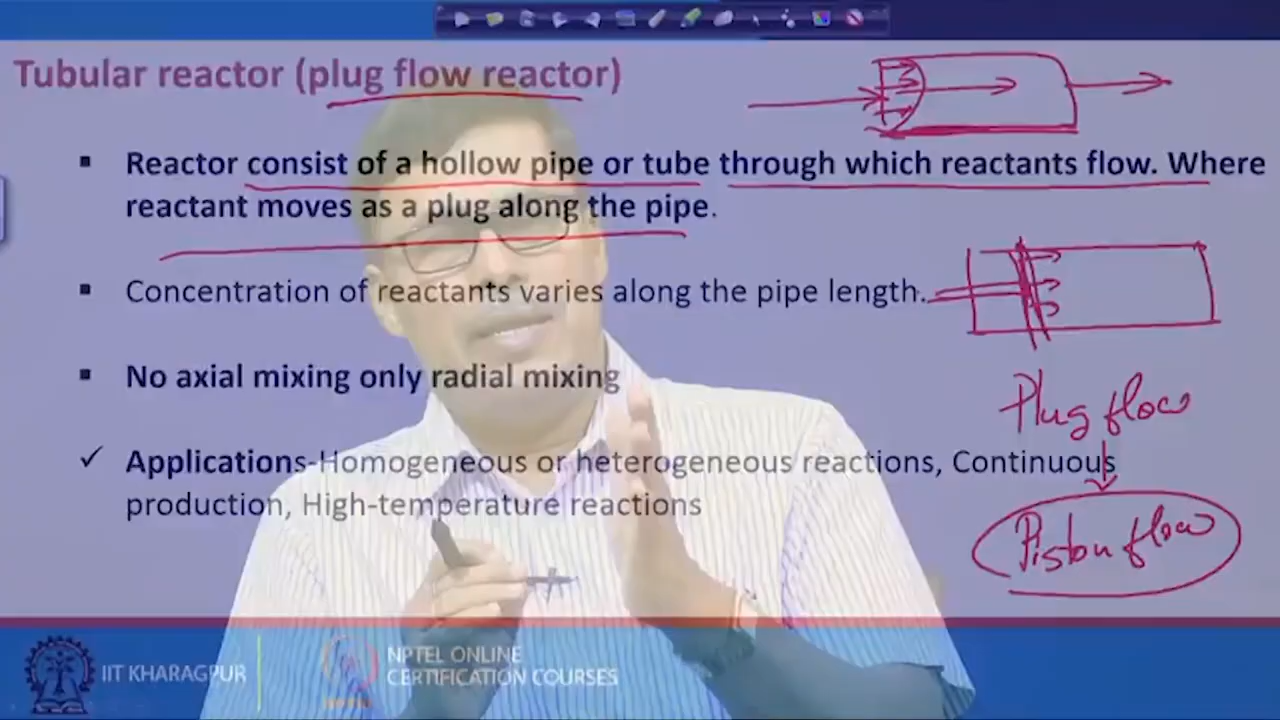 Tubular reactor (plug flow reactor)
▪ Reactor consist of a hollow pipe or tube through which reactants flow. Where
reactant moves as a plug along the pipe.
▪ Concentration of reactants varies along the pipe length.
▪ No axial mixing only radial mixing
Plug flow
✓ Applications-Homogeneous or heterogeneous reactions, Continuous
production, High-temperature reactions
Piston flow
IIT KHARAGPUR
NPTEL ONLINE
CERTIFICATION COURSES